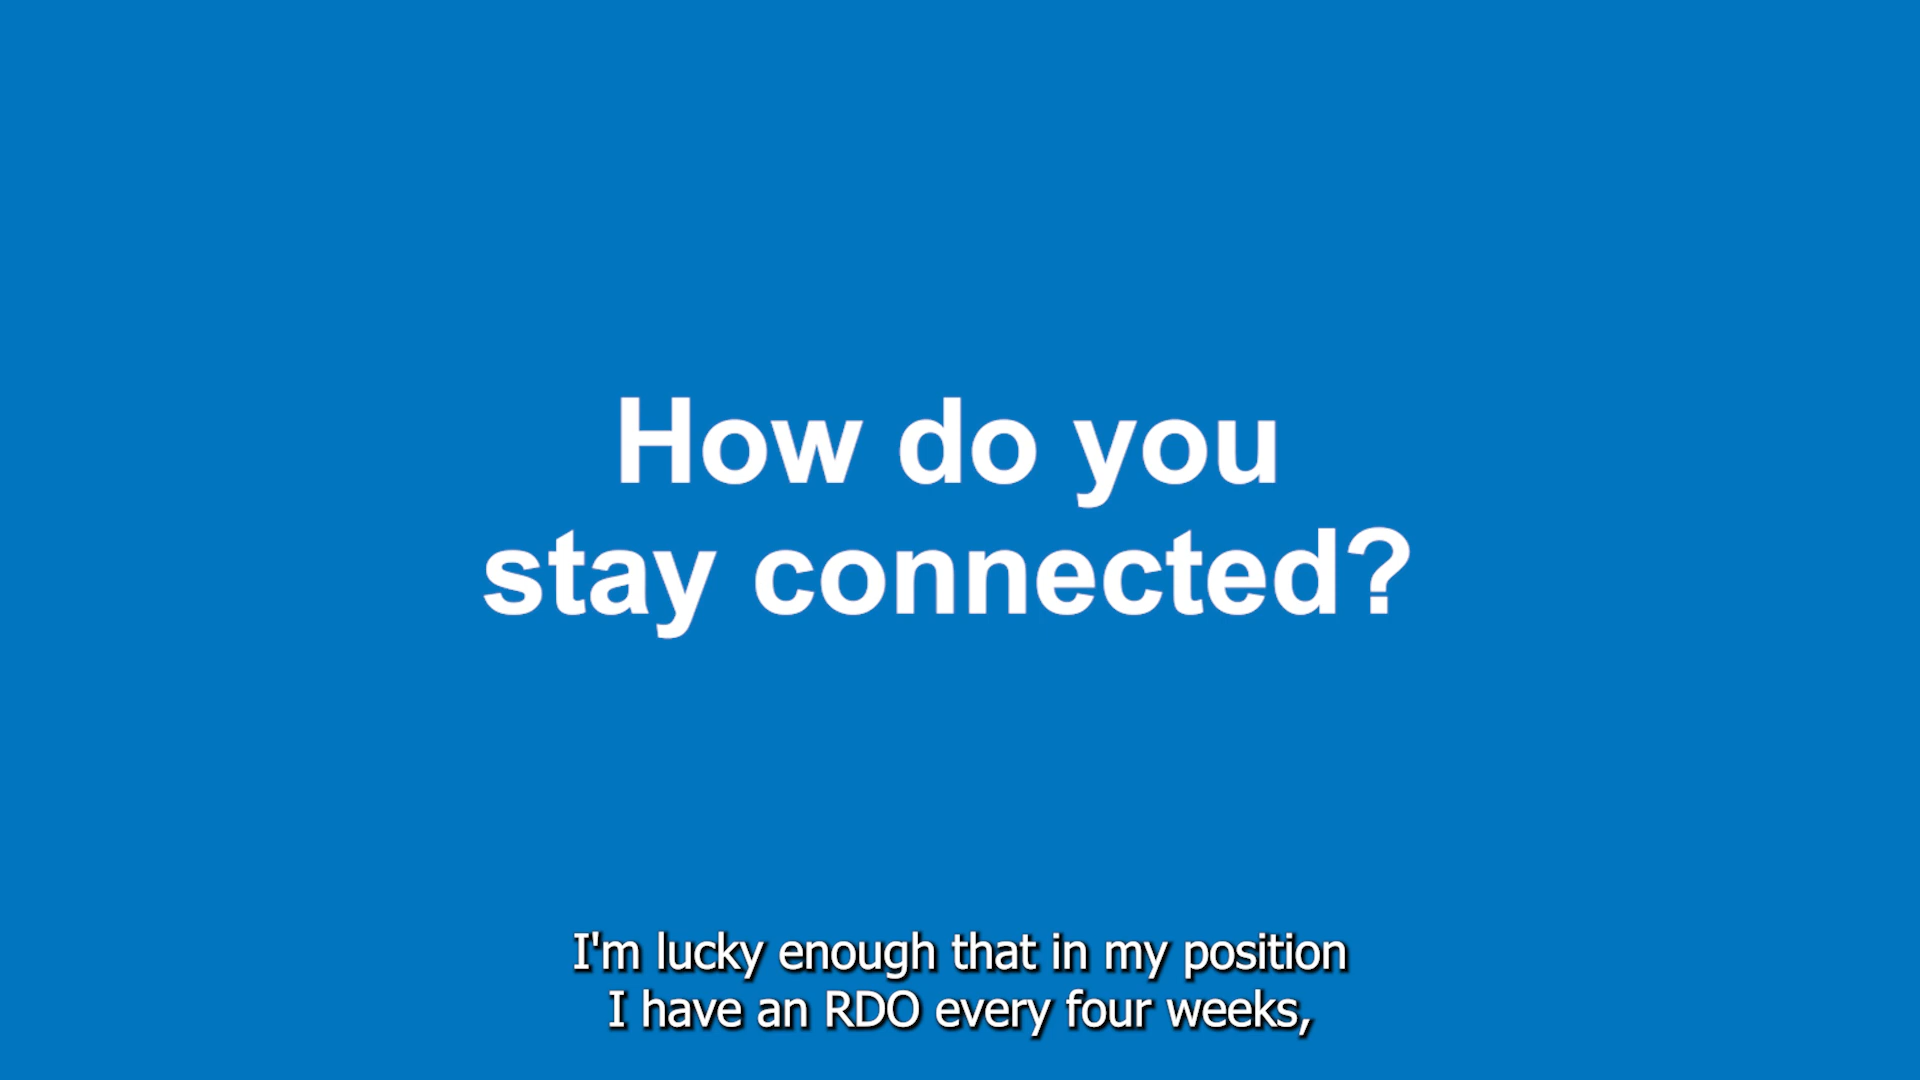 How do you
stay connected?
I'm lucky enough that in my position
I have an RDO every four weeks,